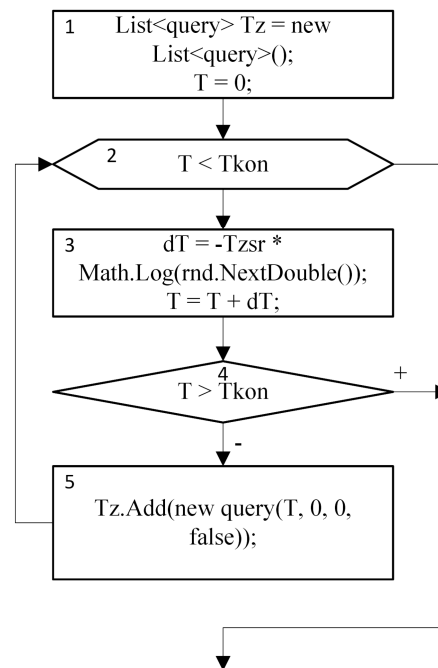 1
List<query> Tz = new
List<query>();
T = 0;
2
T < Tkon
3
dT = -Tzsr *
Math.Log(rnd.NextDouble());
T = T + dT;
4
T > Tkon
+
-
5
Tz.Add(new query(T, 0, 0,
false));